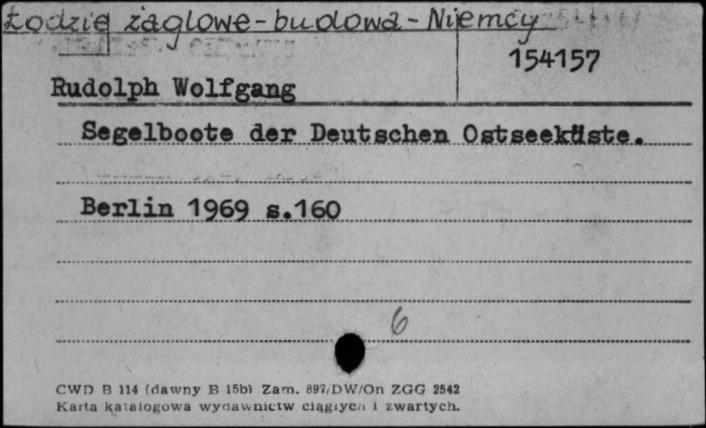 Łodzie żaglowe - budowa - Niemcy
154157
Rudolph Wolfgang
Segelboote der Deutschen Ostseeküste.
Berlin 1969 s.160
6
CWD B 114 (dawny B 15b) Zam. 897/DW/On ZGG 2542
Karta katalogowa wydawnictw ciągłych i zwartych.